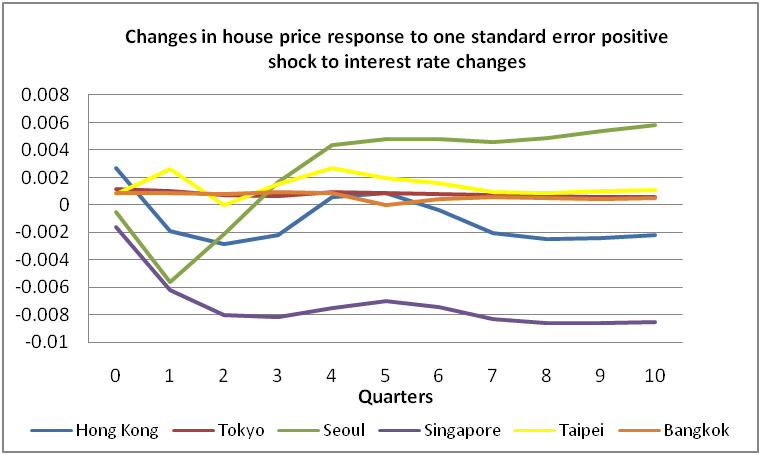 Changes in house price response to one standard error positive
shock to interest rate changes
0.008
0.006
0.004
0.002
0
-0.002
-0.004
-0.006
-0.008
-0.01
0 1 2 3 4 5 6 7 8 9 10
Quarters
Hong Kong Tokyo Seoul Singapore Taipei Bangkok